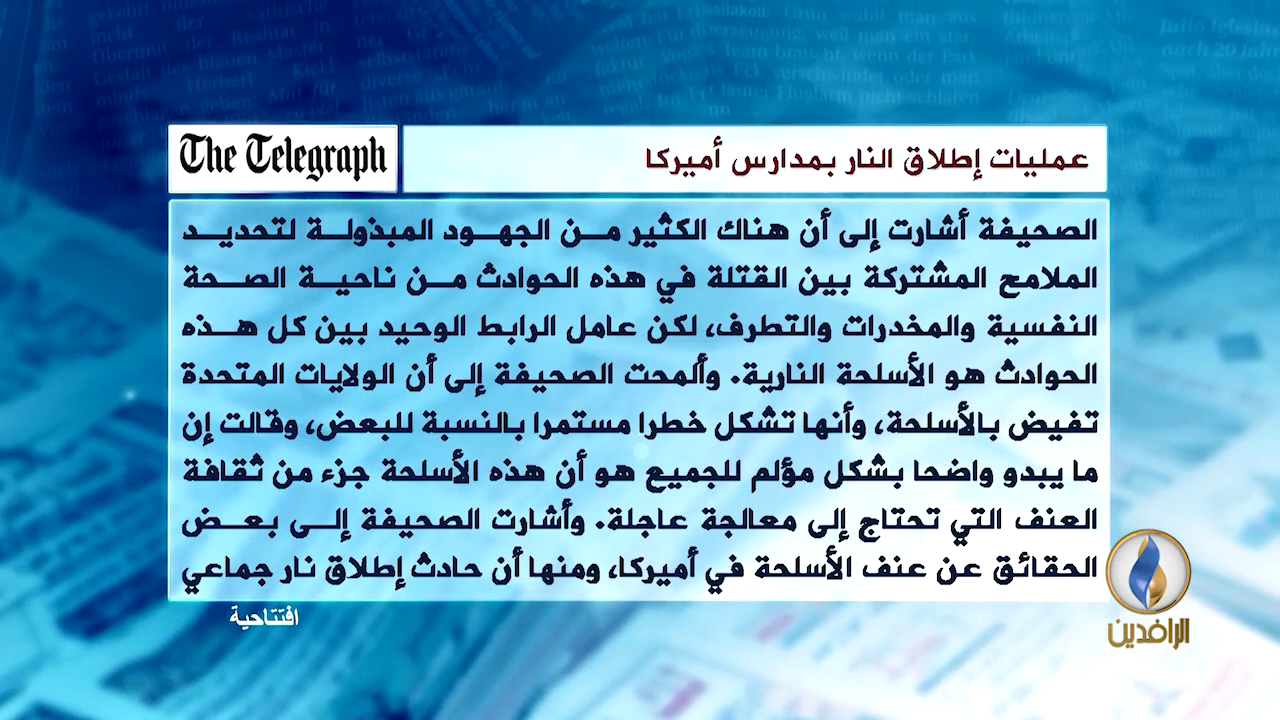 The Telegraph
عمليات إطلاق النار بمدارس أميركا
الصحيفة أشارت إلى أن هناك الكثير من الجهود المبذولة لتحديد
الملامح المشتركة بين القتلة في هذه الحوادث من ناحية الصحة
النفسية والمخدرات والتطرف، لكن عامل الرابط الوحيد بين كل هذه
الحوادث هو الأسلحة النارية. وألمحت الصحيفة إلى أن الولايات المتحدة
تفيض بالأسلحة، وأنها تشكل خطرا مستمرا بالنسبة للبعض، وقالت إن
ما يبدو واضحا بشكل مؤلم للجميع هو أن هذه الأسلحة جزء من ثقافة
العنف التي تحتاج إلى معالجة عاجلة. وأشارت الصحيفة إلى بعض
الحقائق عن عنف الأسلحة في أميركا، ومنها أن حادث إطلاق نار جماعي
افتتاحية
الرافدين